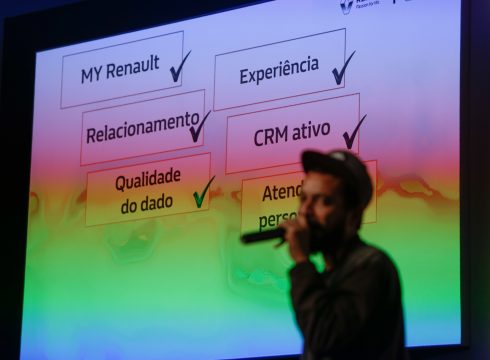 MY Renault
Experiência
Relacionamento
CRM ativo
Qualidade
do dado